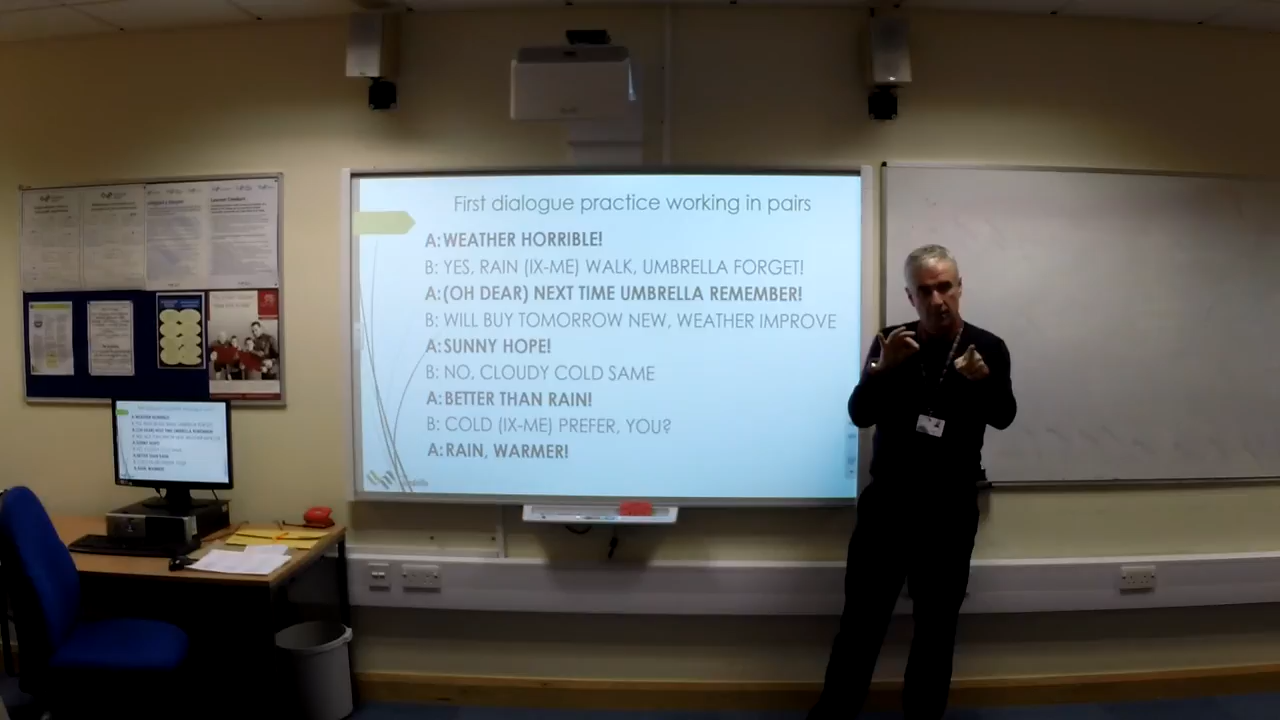 First dialogue practice working in pairs
A: WEATHER HORRIBLE!
B: YES, RAIN (IX-ME) WALK, UMBRELLA FORGET!
A: (OH DEAR) NEXT TIME UMBRELLA REMEMBER!
B: WILL BUY TOMORROW NEW, WEATHER IMPROVE
A: SUNNY HOPE!
B: NO, CLOUDY COLD SAME
A: BETTER THAN RAIN!
B: COLD (IX-ME) PREFER, YOU?
A: RAIN, WARMER!